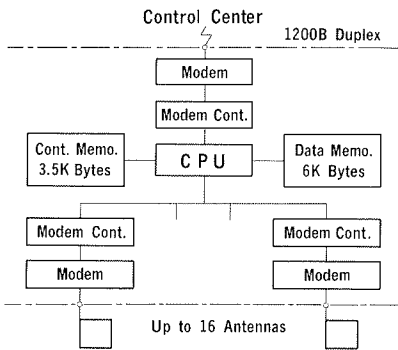 Control Center
1200B Duplex
Modem
Modem Cont.
Cont. Memo.
3.5K Bytes
CPU
Data Memo.
6K Bytes
Modem Cont.
Modem Cont.
Modem
Modem
Up to 16 Antennas